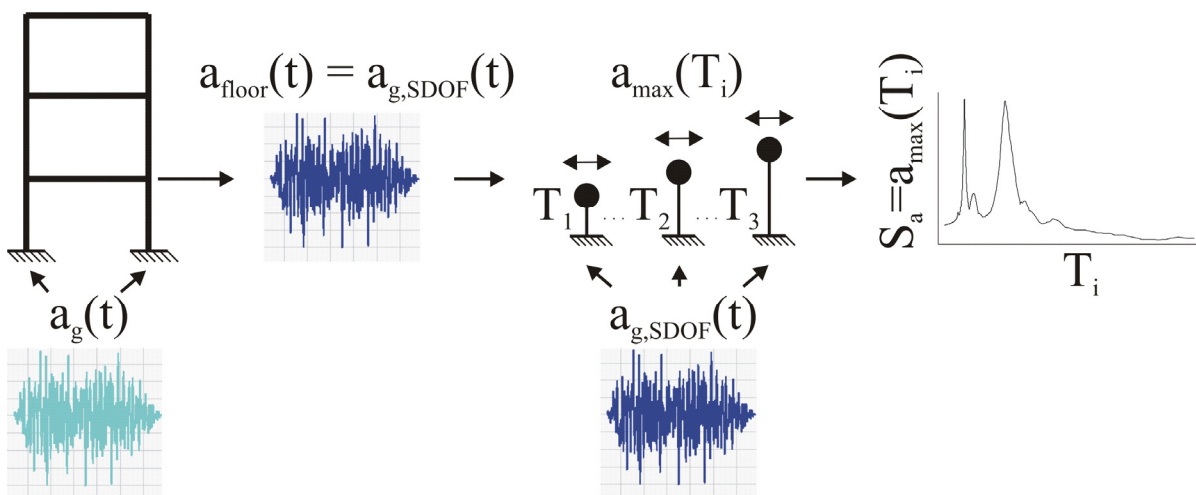 a_floor(t) = a_g,SDOF(t)
a_max(T_i)
T_1 ... T_2 ... T_3
S_a=a_max(T_i)
T_i
a_g(t)
a_g,SDOF(t)